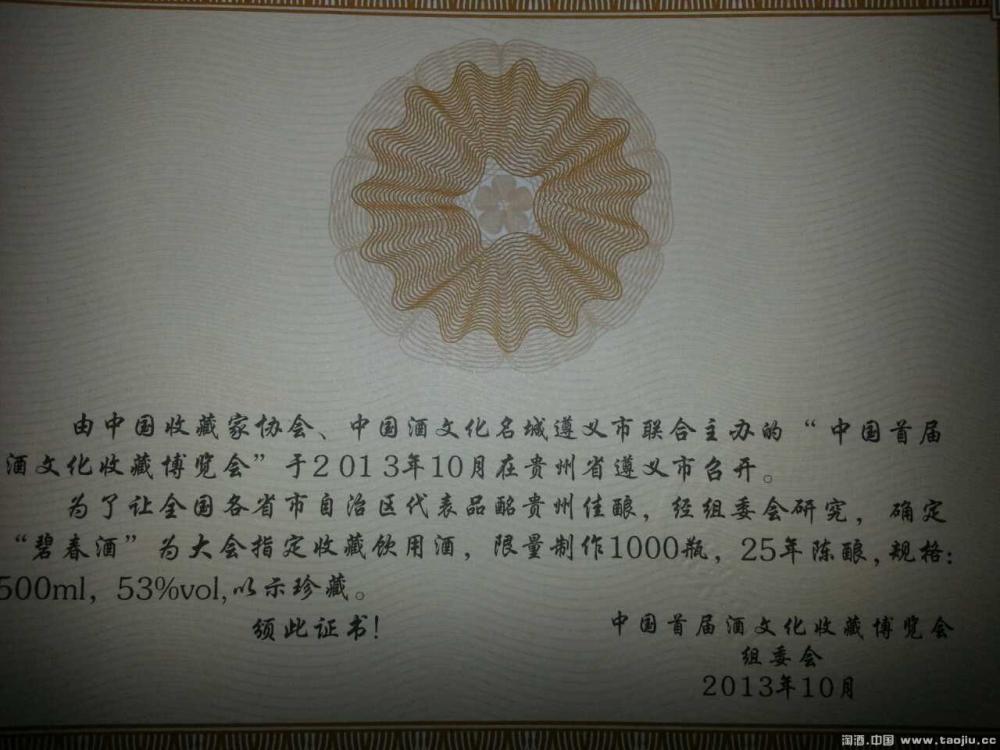 由中国收藏家协会、中国酒文化名城遵义市联合主办的“中国首届
酒文化收藏博览会”于2013年10月在贵州省遵义市召开。
为了让全国各省市自治区代表品酩贵州佳酿，经组委会研究，确定
“碧春酒”为大会指定收藏饮用酒，限量制作1000瓶，25年陈酿,规格:
500ml，53%vol,以示珍藏。
须此证书!
中国首届酒文化收藏博览会
组委会
2013年10月
淘酒.中国 www.taojiu.cc